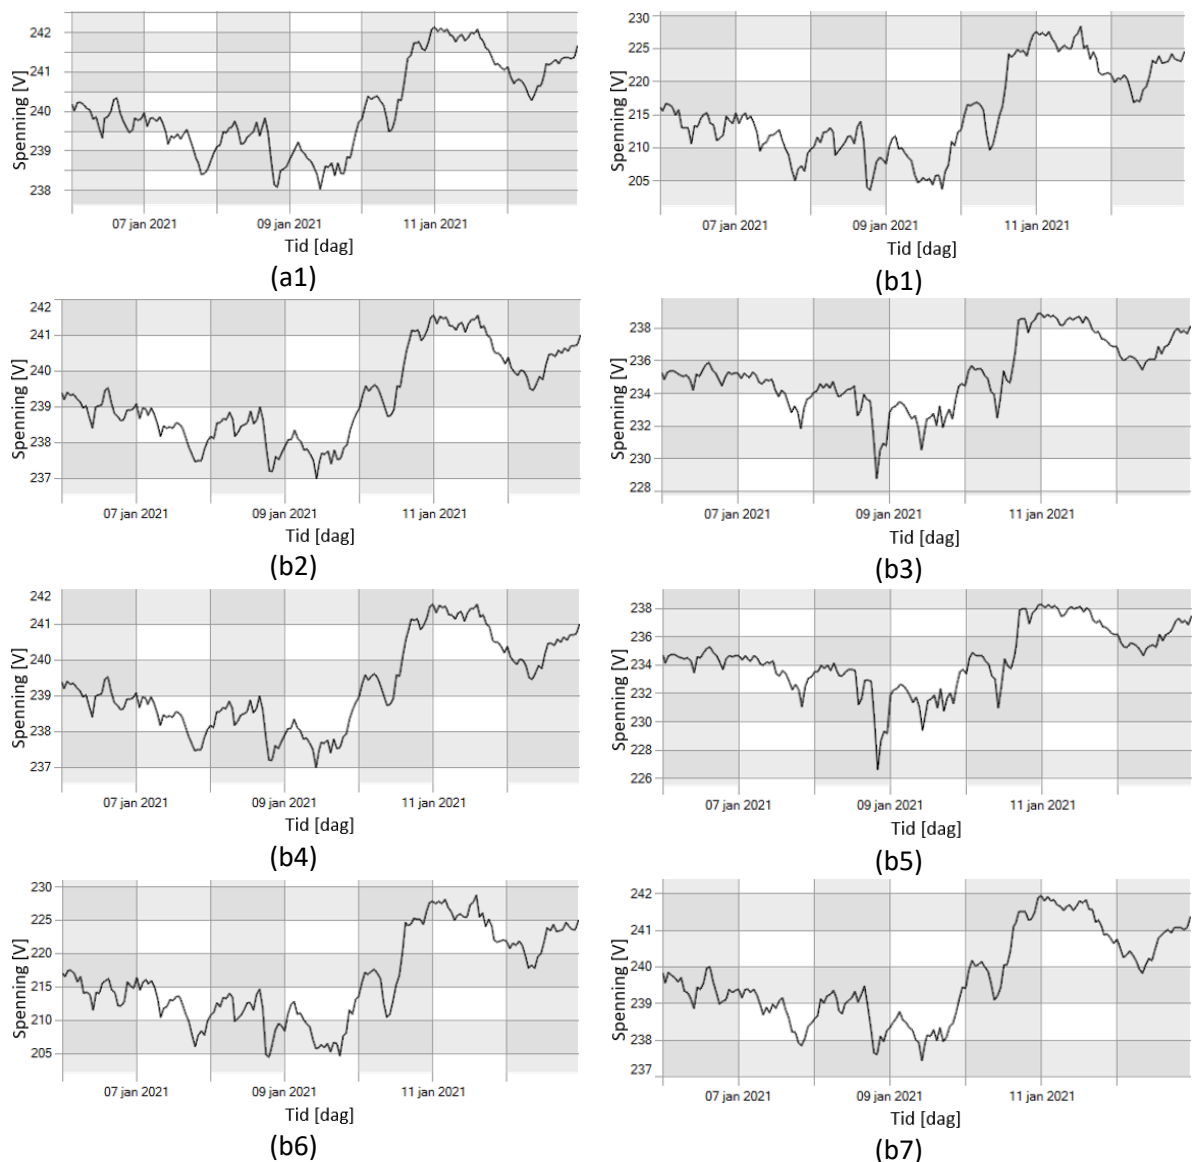 242
241
240
239
238
Spenning [V]
07 jan 2021 09 jan 2021 11 jan 2021
Tid [dag]
(a1)
230
225
220
215
210
205
Spenning [V]
07 jan 2021 09 jan 2021 11 jan 2021
Tid [dag]
(b1)
242
241
240
239
238
237
Spenning [V]
07 jan 2021 09 jan 2021 11 jan 2021
Tid [dag]
(b2)
238
236
234
232
230
228
Spenning [V]
07 jan 2021 09 jan 2021 11 jan 2021
Tid [dag]
(b3)
242
241
240
239
238
237
Spenning [V]
07 jan 2021 09 jan 2021 11 jan 2021
Tid [dag]
(b4)
238
236
234
232
230
228
226
Spenning [V]
07 jan 2021 09 jan 2021 11 jan 2021
Tid [dag]
(b5)
230
225
220
215
210
205
Spenning [V]
07 jan 2021 09 jan 2021 11 jan 2021
Tid [dag]
(b6)
242
241
240
239
238
237
Spenning [V]
07 jan 2021 09 jan 2021 11 jan 2021
Tid [dag]
(b7)